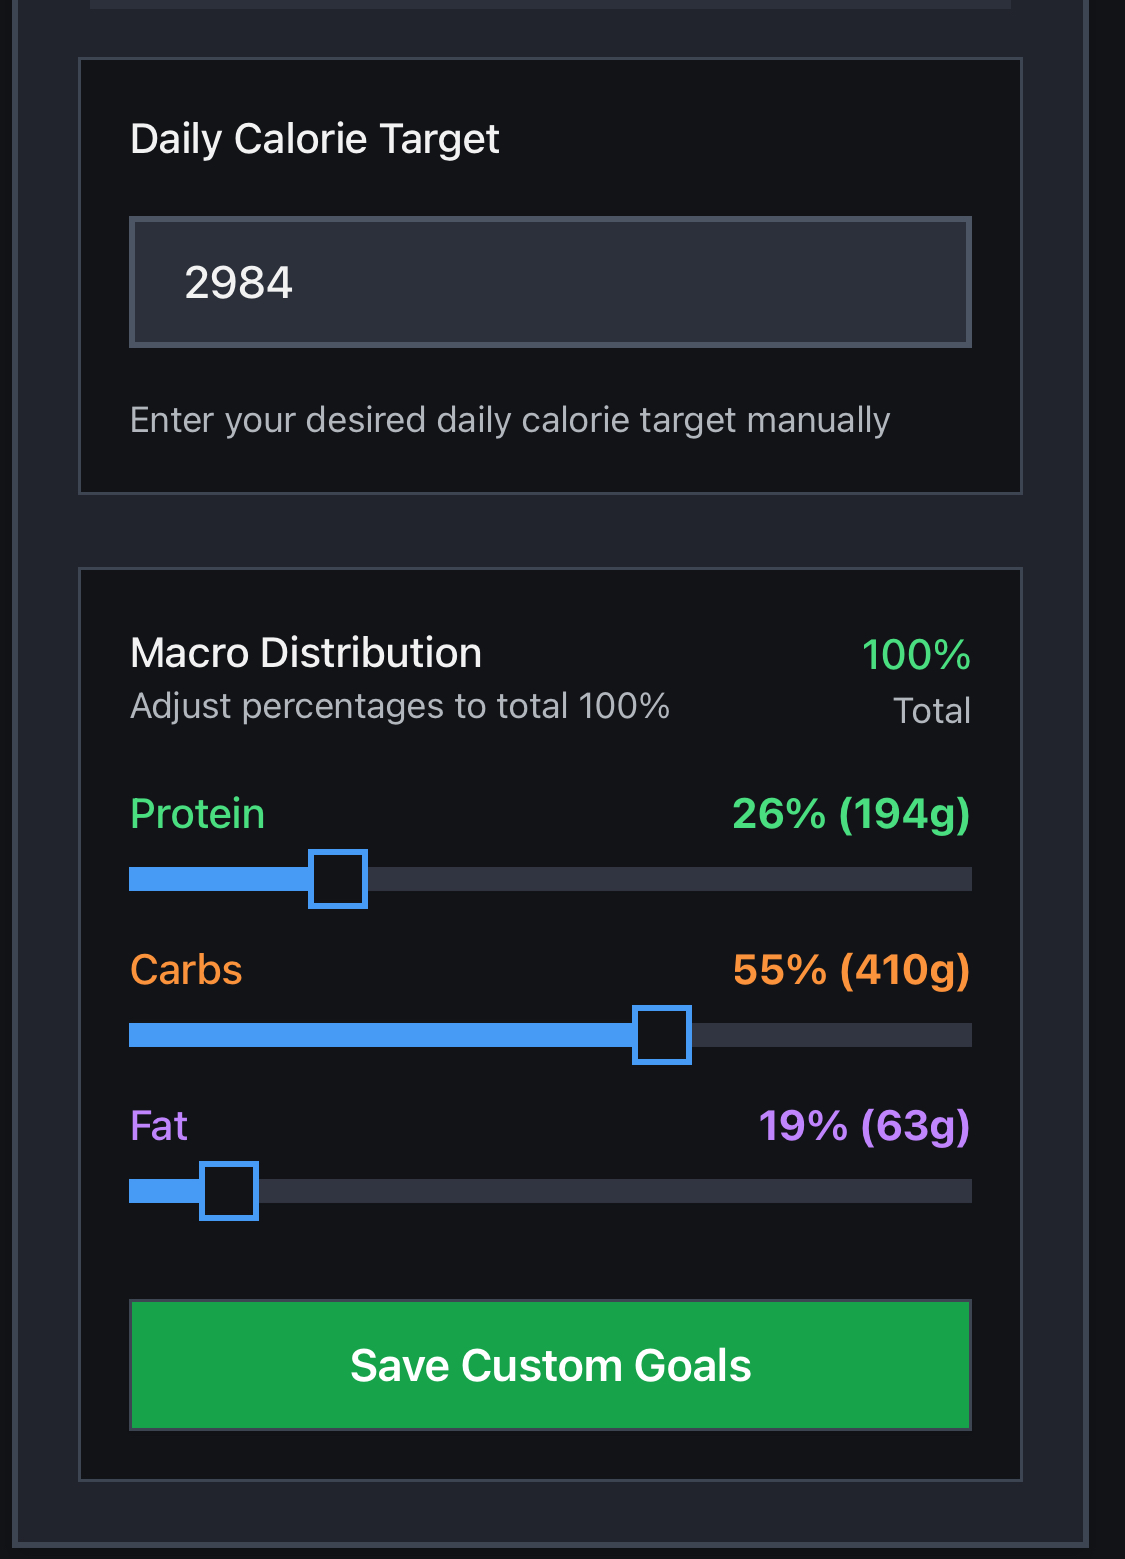 Daily Calorie Target
2984
Enter your desired daily calorie target manually
Macro Distribution
100%
Adjust percentages to total 100%
Total
Protein
26% (194g)
Carbs
55% (410g)
Fat
19% (63g)
Save Custom Goals